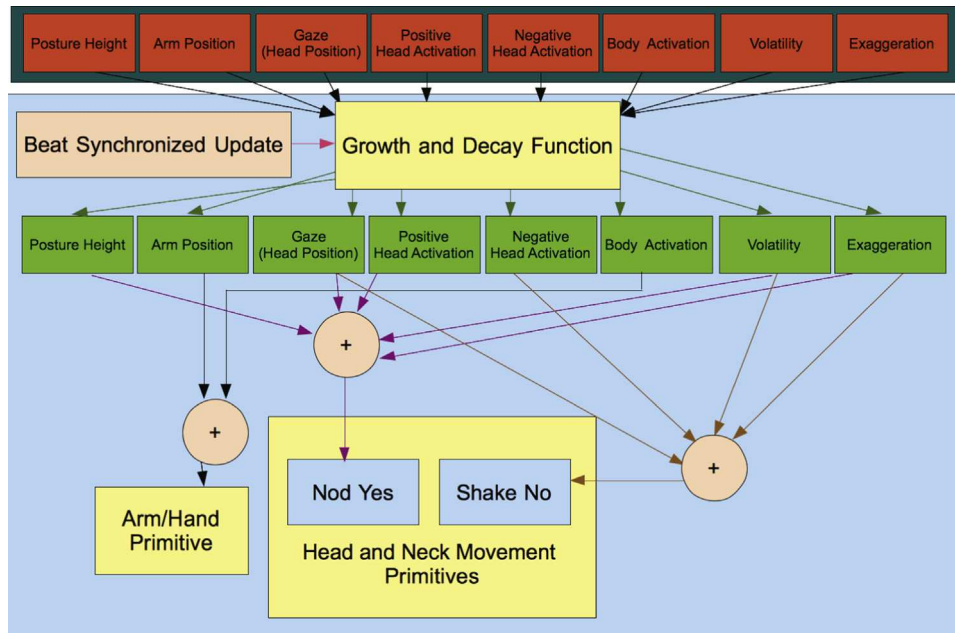 Posture Height
Arm Position
Gaze
(Head Position)
Positive
Head Activation
Negative
Head Activation
Body Activation
Volatility
Exaggeration
Beat Synchronized Update
Growth and Decay Function
Posture Height
Arm Position
Gaze
(Head Position)
Positive
Head Activation
Negative
Head Activation
Body Activation
Volatility
Exaggeration
+
+
+
Nod Yes
Shake No
Arm/Hand
Primitive
Head and Neck Movement
Primitives